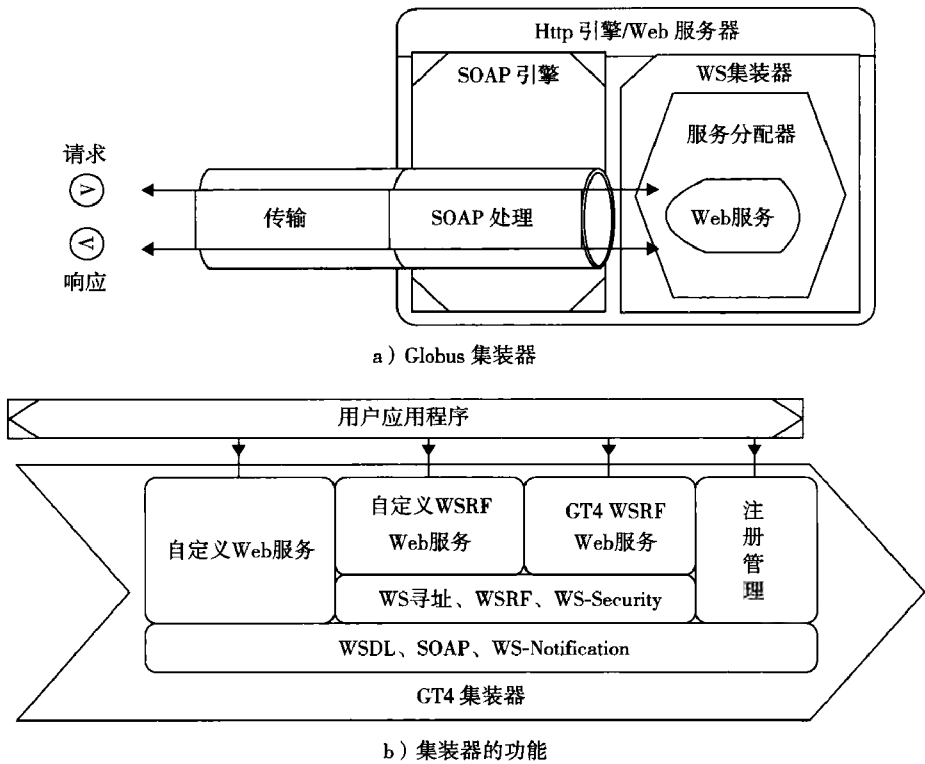 Http 引擎/Web 服务器
SOAP 引擎
WS集装器
服务分配器
请求
V
传输
SOAP 处理
Web服务
V
响应
a）Globus 集装器
用户应用程序
自定义Web服务
自定义WSRF
Web服务
GT4 WSRF
Web服务
注
册
管
理
WS寻址、WSRF、WS-Security
WSDL、SOAP、WS-Notification
GT4 集装器
b）集装器的功能